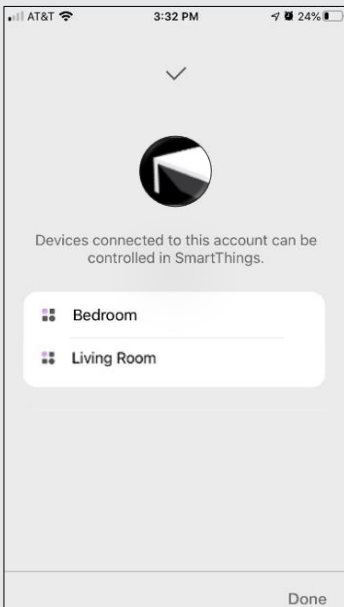 AT&T 3:32 PM 24%
Devices connected to this account can be
controlled in SmartThings.
Bedroom
Living Room
Done